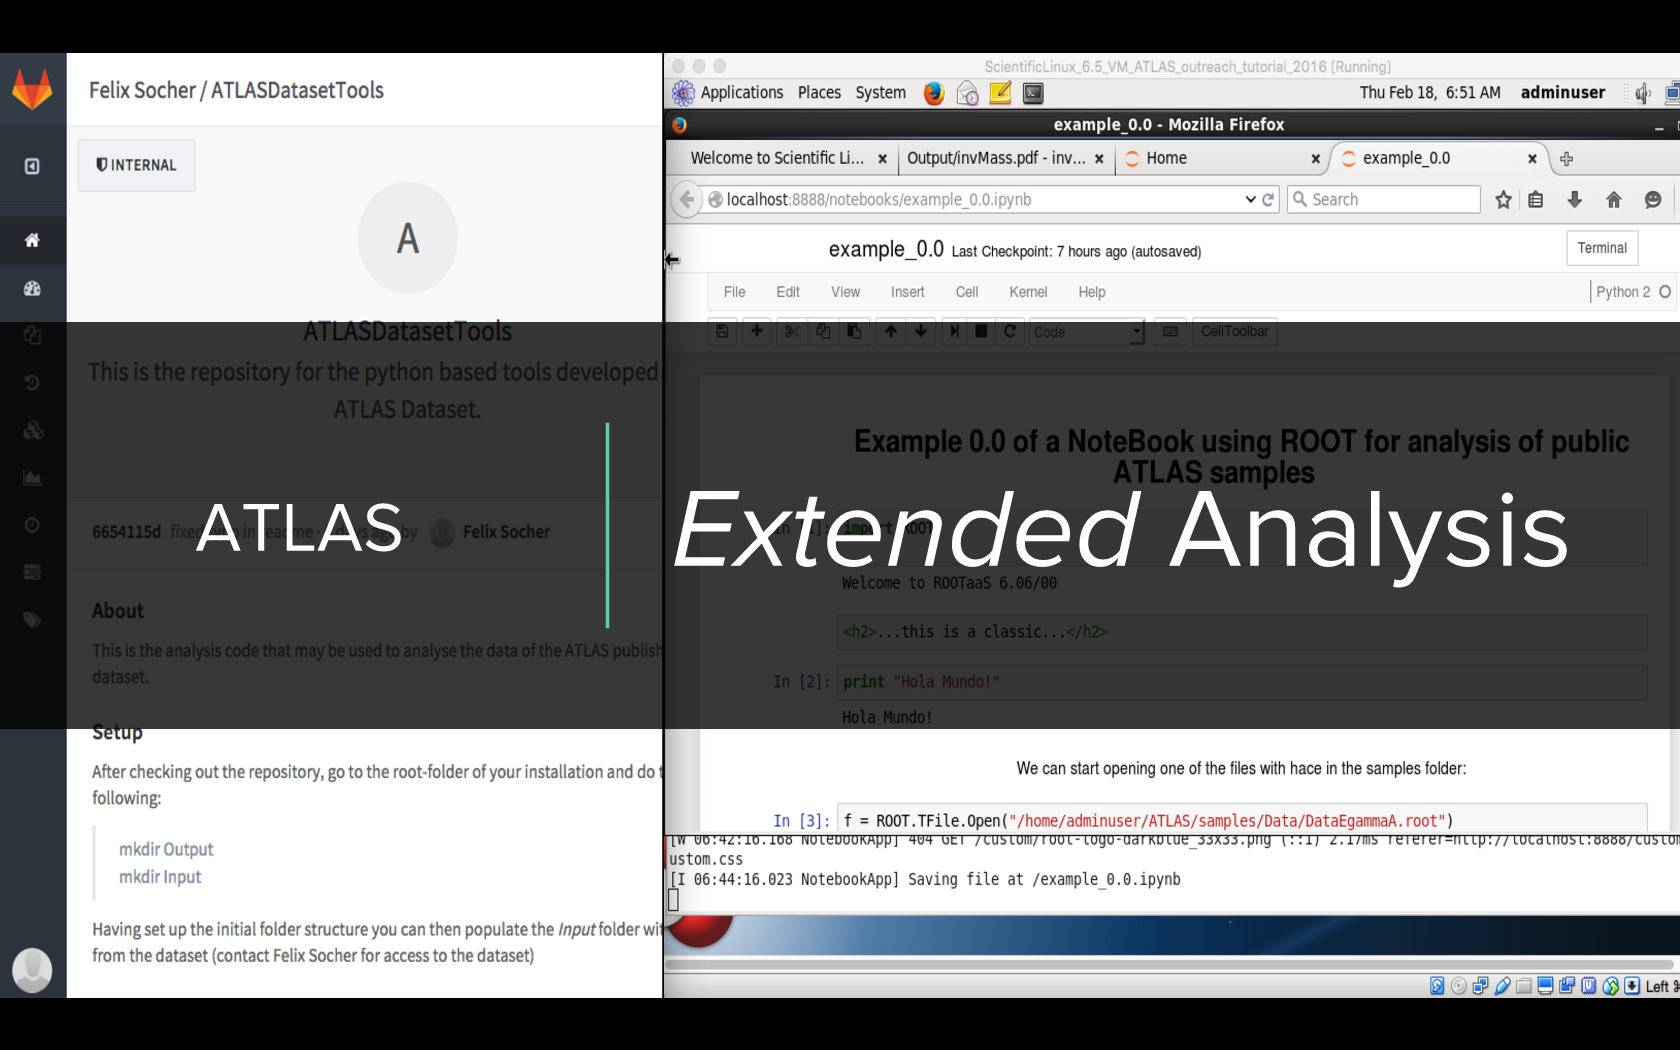 Felix Socher / ATLASDatasetTools
INTERNAL
A
ATLASDatasetTools
This is the repository for the python based tools developed
ATLAS Dataset.
6654115d
Felix Socher
ATLAS
About
This is the analysis code that may be used to analyse the data of the ATLAS publish
dataset.
Setup
After checking out the repository, go to the root-folder of your installation and do t
following:
mkdir Output
mkdir Input
Having set up the initial folder structure you can then populate the Input folder wi
from the dataset (contact Felix Socher for access to the dataset)
ScientificLinux_6.5_VM_ATLAS_outreach_tutorial_2016 [Running]
Applications Places System Thu Feb 18, 6:51 AM adminuser
example_0.0 - Mozilla Firefox
Welcome to Scientific Li... Output/invMass.pdf - inv... Home example_0.0
localhost:8888/notebooks/example_0.0.ipynb Search
example_0.0 Last Checkpoint: 7 hours ago (autosaved) Terminal
File Edit View Insert Cell Kernel Help Python 2
Code CellToolbar
Example 0.0 of a NoteBook using ROOT for analysis of public
ATLAS samples
Extended Analysis
import ROOT
Welcome to ROOTaaS 6.06/00
<h2>...this is a classic...</h2>
In [2]: print "Hola Mundo!"
Hola Mundo!
We can start opening one of the files with hace in the samples folder:
In [3]: f = ROOT.TFile.Open("/home/adminuser/ATLAS/samples/Data/DataEgammaA.root")
[W 06:42:16.168 NotebookApp] 404 GET /custom/root-logo-darkblue_33x33.png (::1) 2.17ms referer=http://localhost:8888/custom
ustom.css
[I 06:44:16.023 NotebookApp] Saving file at /example_0.0.ipynb
Left ⌘